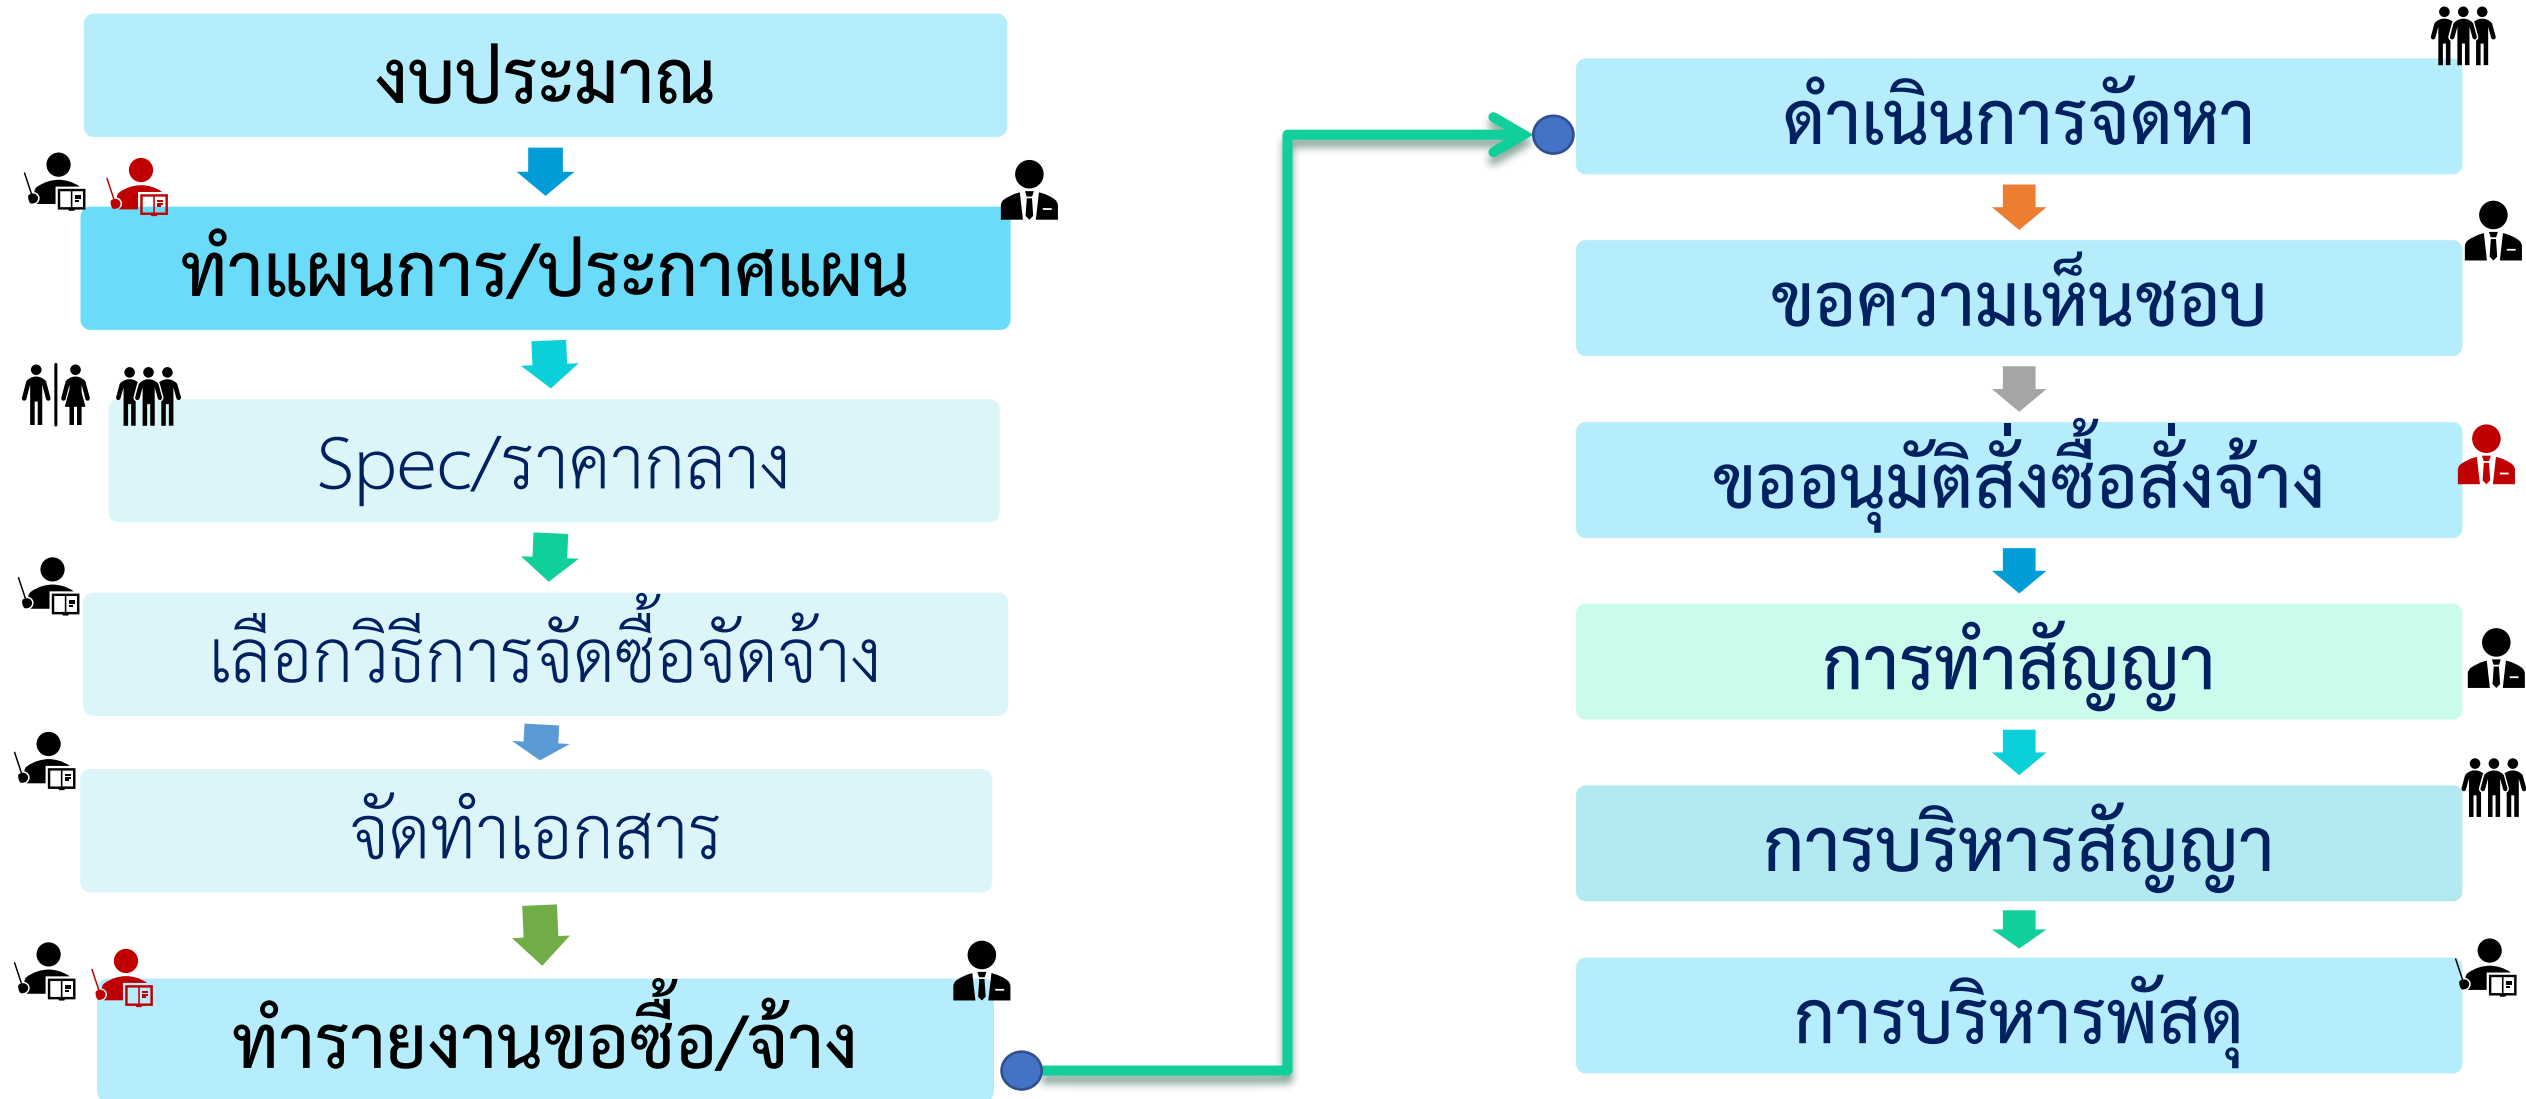 งบประมาณ
ทำแผนการ/ประกาศแผน
Spec/ราคากลาง
เลือกวิธีการจัดซื้อจัดจ้าง
จัดทำเอกสาร
ทำรายงานขอซื้อ/จ้าง
ดำเนินการจัดหา
ขอความเห็นชอบ
ขออนุมัติสั่งซื้อสั่งจ้าง
การทำสัญญา
การบริหารสัญญา
การบริหารพัสดุ